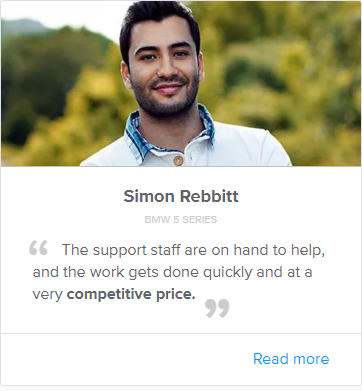 Simon Rebbitt
BMW 5 SERIES
“ The support staff are on hand to help,
and the work gets done quickly and at a
very competitive price. ”
Read more